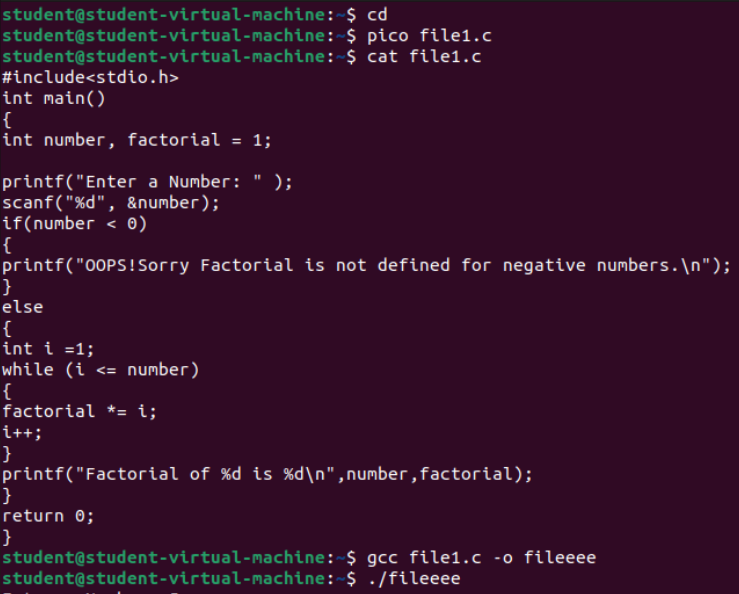 student@student-virtual-machine:~$ cd
student@student-virtual-machine:~$ pico file1.c
student@student-virtual-machine:~$ cat file1.c
#include<stdio.h>
int main()
{
int number, factorial = 1;

printf("Enter a Number: " );
scanf("%d", &number);
if(number < 0)
{
printf("OOPS!Sorry Factorial is not defined for negative numbers.\n");
}
else
{
int i =1;
while (i <= number)
{
factorial *= i;
i++;
}
printf("Factorial of %d is %d\n",number,factorial);
}
return 0;
}
student@student-virtual-machine:~$ gcc file1.c -o fileeee
student@student-virtual-machine:~$ ./fileeee